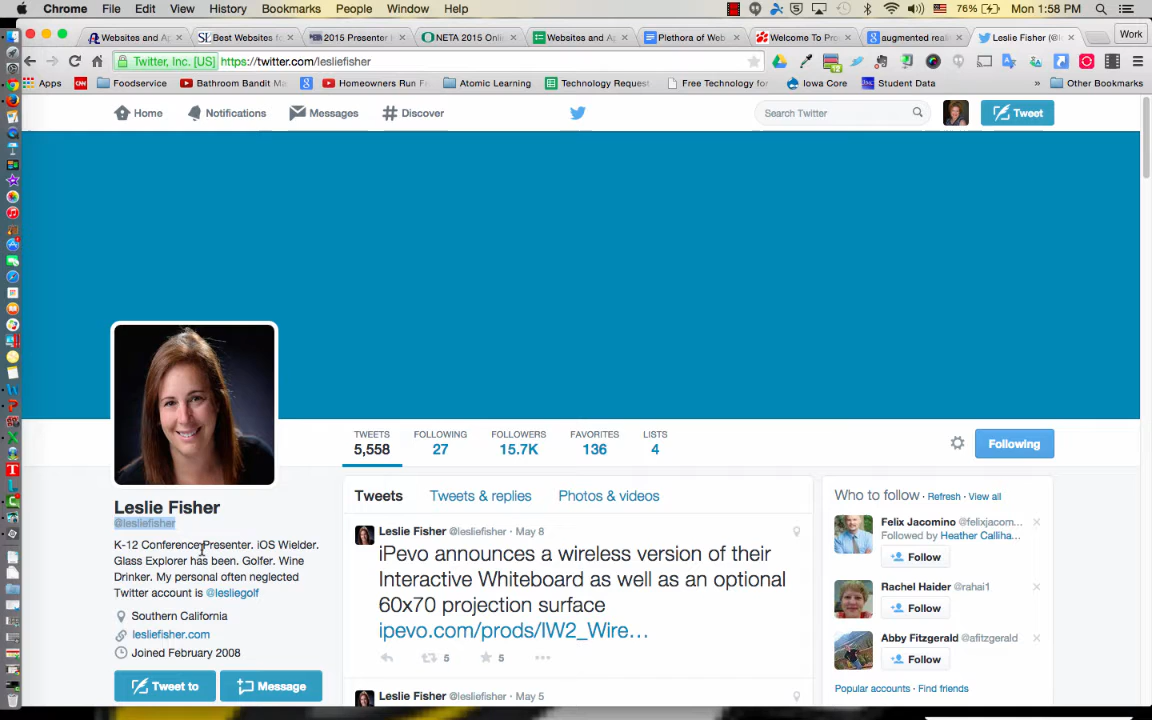 Chrome File Edit View History Bookmarks People Window Help 76% Mon 1:58 PM
Websites and Ap Best Websites fo 2015 Presenter H NETA 2015 Onli Websites and Ap Plethora of Web Welcome To Pro augmented reali Leslie Fisher (@l Work
Twitter, Inc. [US] https://twitter.com/lesliefisher
Apps Foodservice Bathroom Bandit Ma Homeowners Run F Atomic Learning Technology Request Free Technology for Iowa Core Student Data » Other Bookmarks
Home Notifications Messages Discover Search Twitter Tweet
TWEETS FOLLOWING FOLLOWERS FAVORITES LISTS
5,558 27 15.7K 136 4
Following
Leslie Fisher
@lesliefisher
K-12 Conference Presenter. iOS Wielder.
Glass Explorer has been. Golfer. Wine
Drinker. My personal often neglected
Twitter account is @lesliegolf
Southern California
lesliefisher.com
Joined February 2008
Tweet to Message
Tweets Tweets & replies Photos & videos
Leslie Fisher @lesliefisher · May 8
iPevo announces a wireless version of their
Interactive Whiteboard as well as an optional
60x70 projection surface
ipevo.com/prods/IW2_Wire…
5 5
Leslie Fisher @lesliefisher · May 5
Who to follow · Refresh · View all
Felix Jacomino @felixjacom...
Followed by Heather Calliha...
Follow
Rachel Haider @rahai1
Follow
Abby Fitzgerald @afitzgerald
Follow
Popular accounts · Find friends